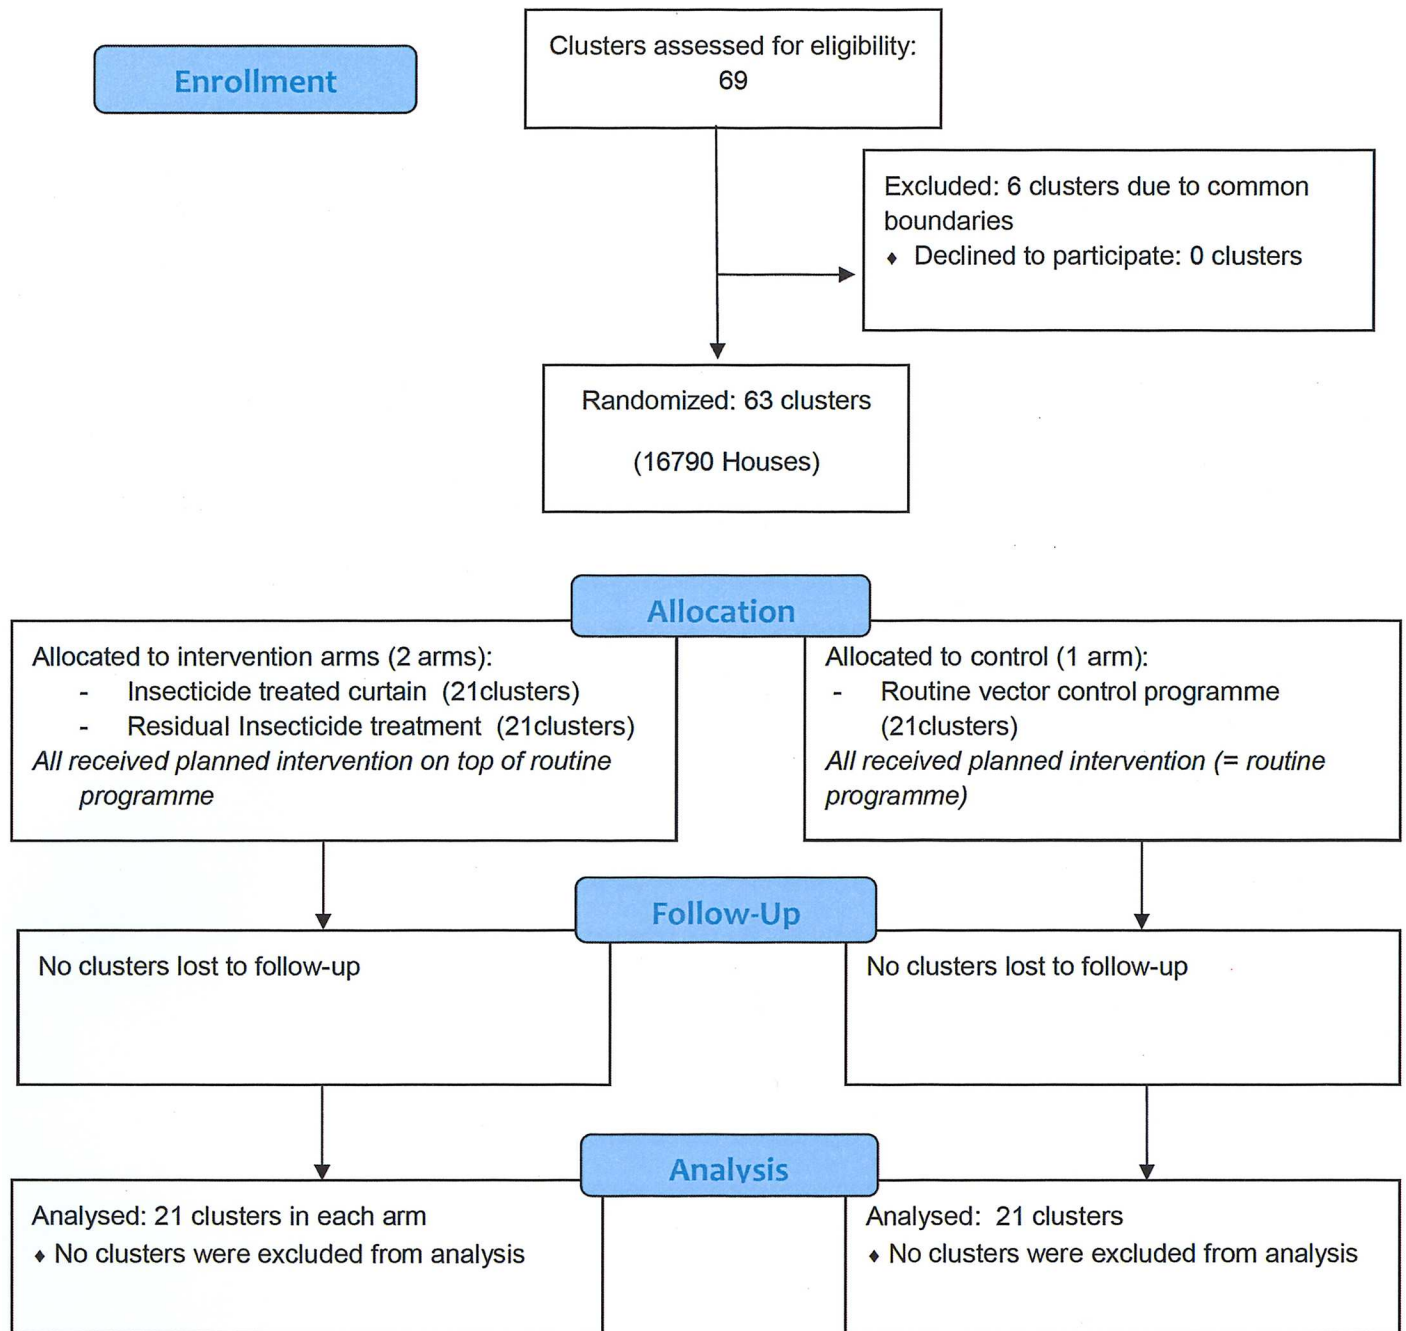 Enrollment
Clusters assessed for eligibility:
69
Excluded: 6 clusters due to common
boundaries
♦ Declined to participate: 0 clusters
Randomized: 63 clusters
(16790 Houses)
Allocation
Allocated to intervention arms (2 arms):
- Insecticide treated curtain (21clusters)
- Residual Insecticide treatment (21clusters)
All received planned intervention on top of routine
programme
Allocated to control (1 arm):
- Routine vector control programme
(21clusters)
All received planned intervention (= routine
programme)
Follow-Up
No clusters lost to follow-up
No clusters lost to follow-up
Analysis
Analysed: 21 clusters in each arm
♦ No clusters were excluded from analysis
Analysed: 21 clusters
♦ No clusters were excluded from analysis